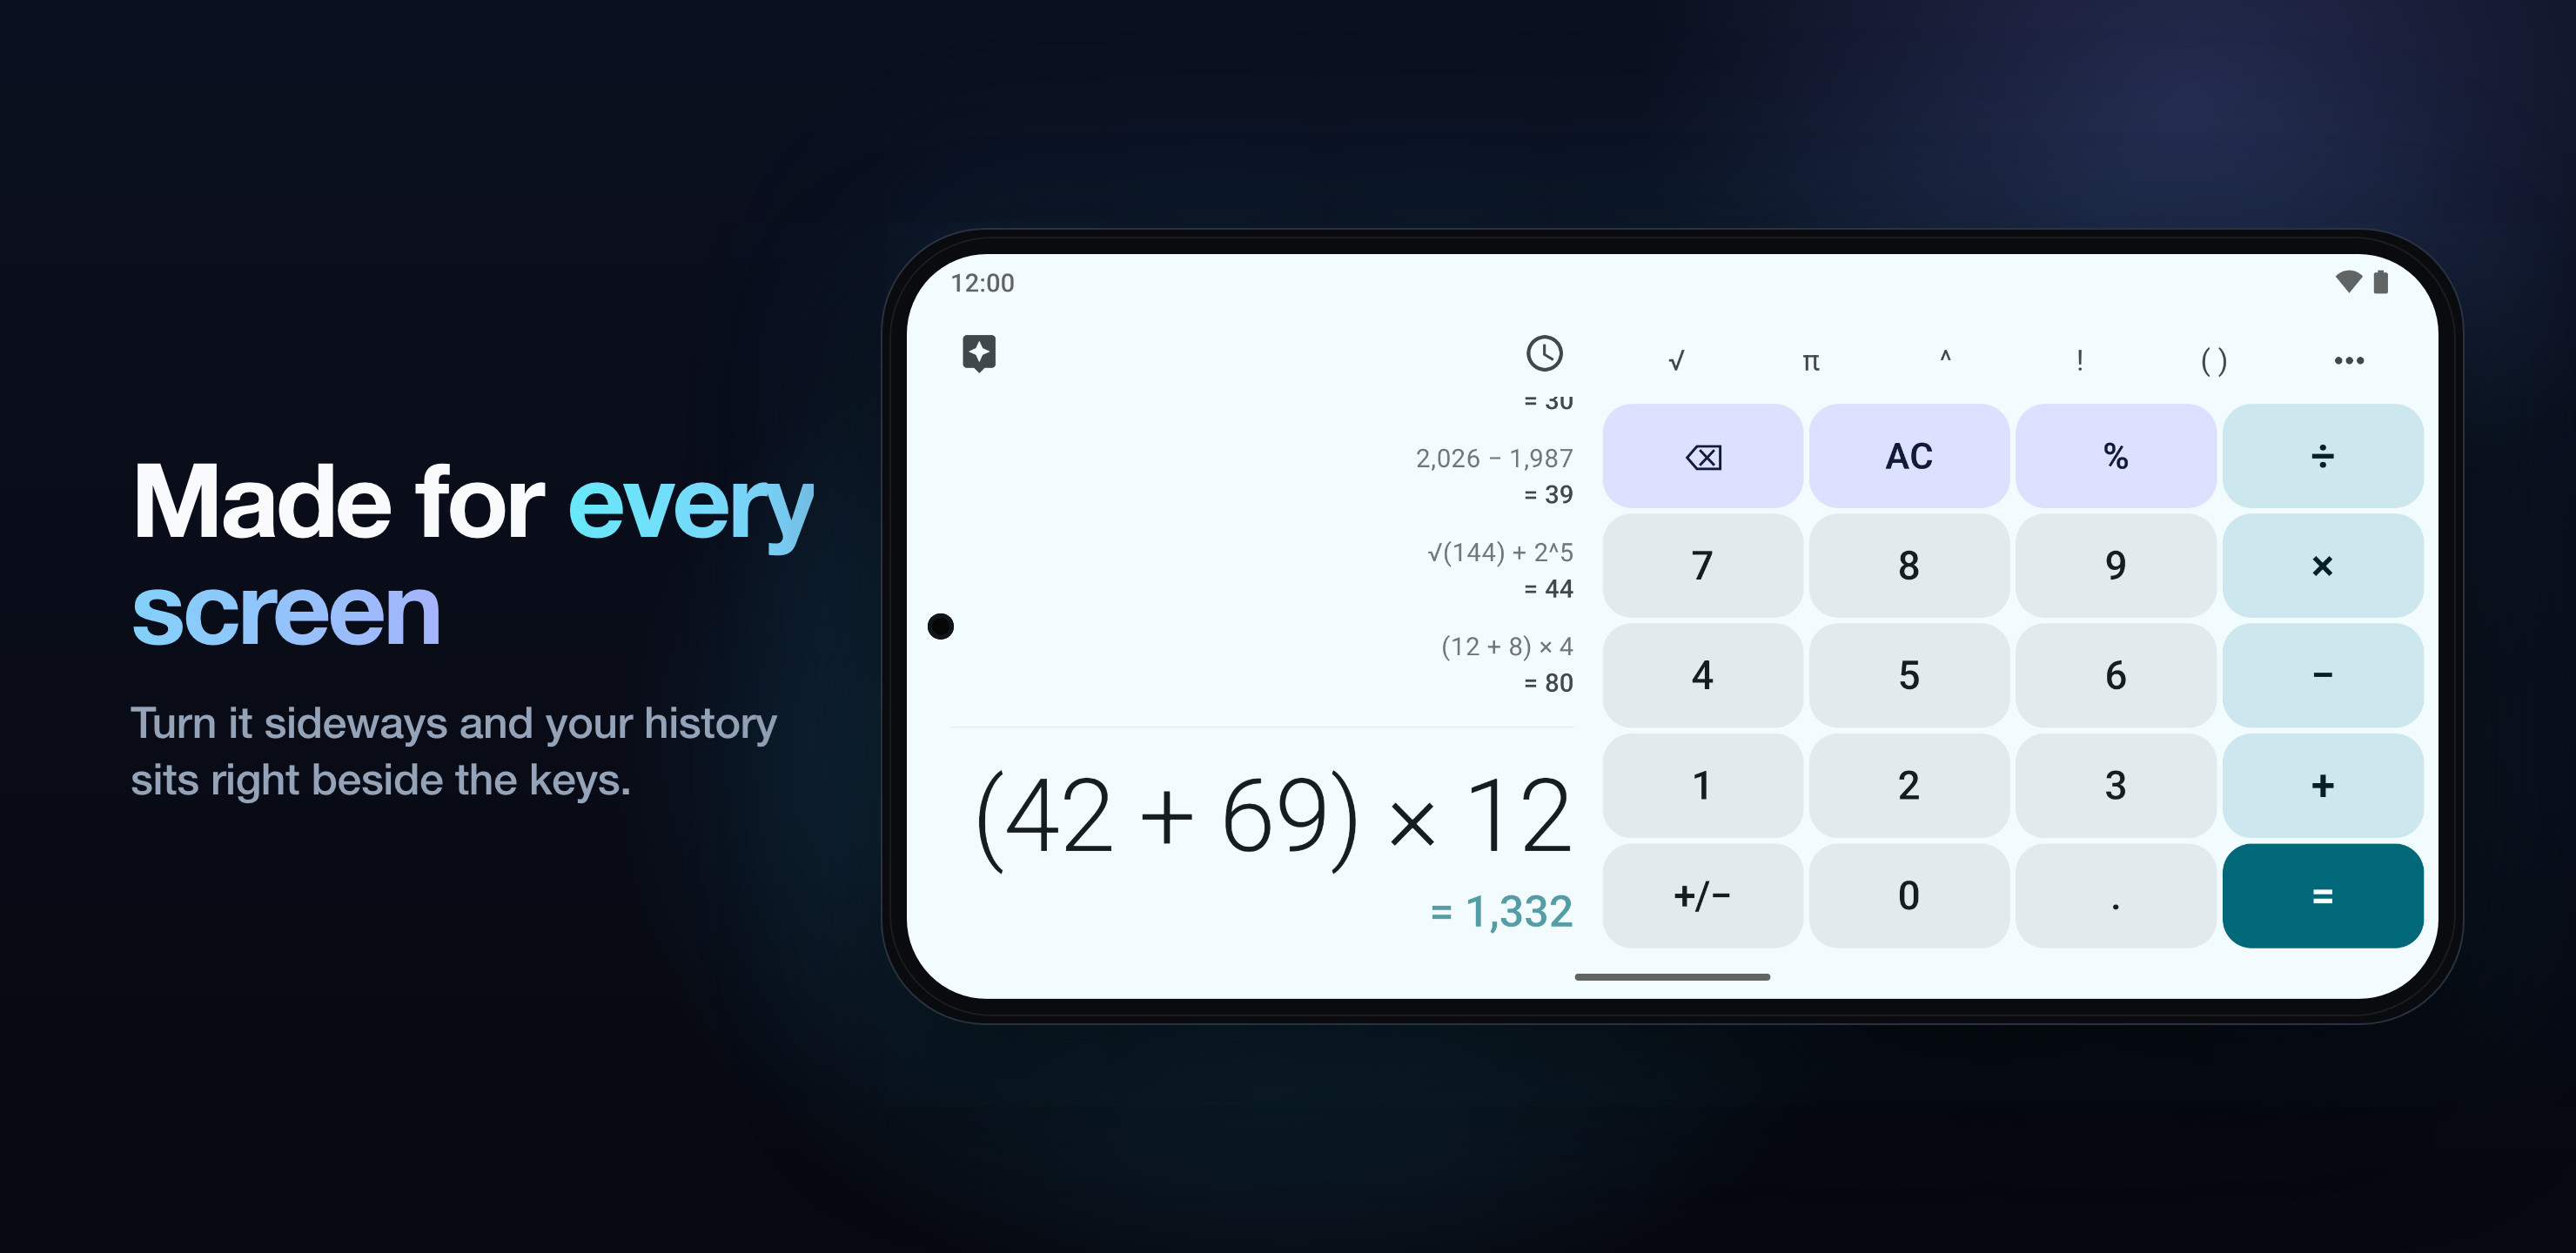 Made for every
screen
Turn it sideways and your history
sits right beside the keys.
12:00
= 30
2,026 − 1,987
= 39
√(144) + 2^5
= 44
(12 + 8) × 4
= 80
(42 + 69) × 12
= 1,332
√ π ^ ! ( ) •••
AC % ÷
7 8 9 ×
4 5 6 −
1 2 3 +
+/− 0 . =